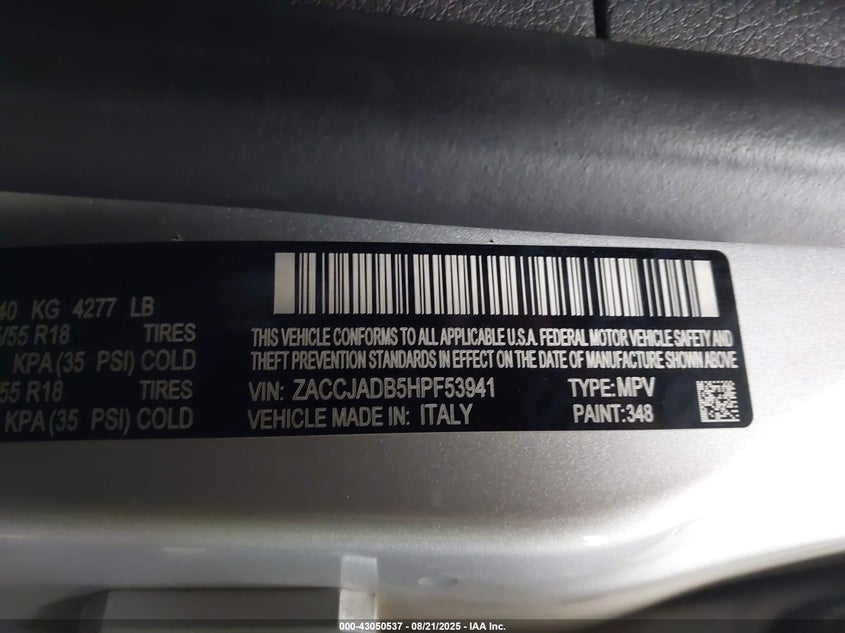 40 KG 4277 LB
/55 R18 TIRES
KPA(35 PSI) COLD
55 R18 TIRES
KPA(35 PSI) COLD
THIS VEHICLE CONFORMS TO ALL APPLICABLE U.S.A. FEDERAL MOTOR VEHICLE SAFETY AND
THEFT PREVENTION STANDARDS IN EFFECT ON THE DATE OF MANUFACTURE SHOWN ABOVE
VIN: ZACCJADB5HPF53941 TYPE:MPV
VEHICLE MADE IN: ITALY PAINT:348
000-43050537 - 08/21/2025 - IAA Inc.